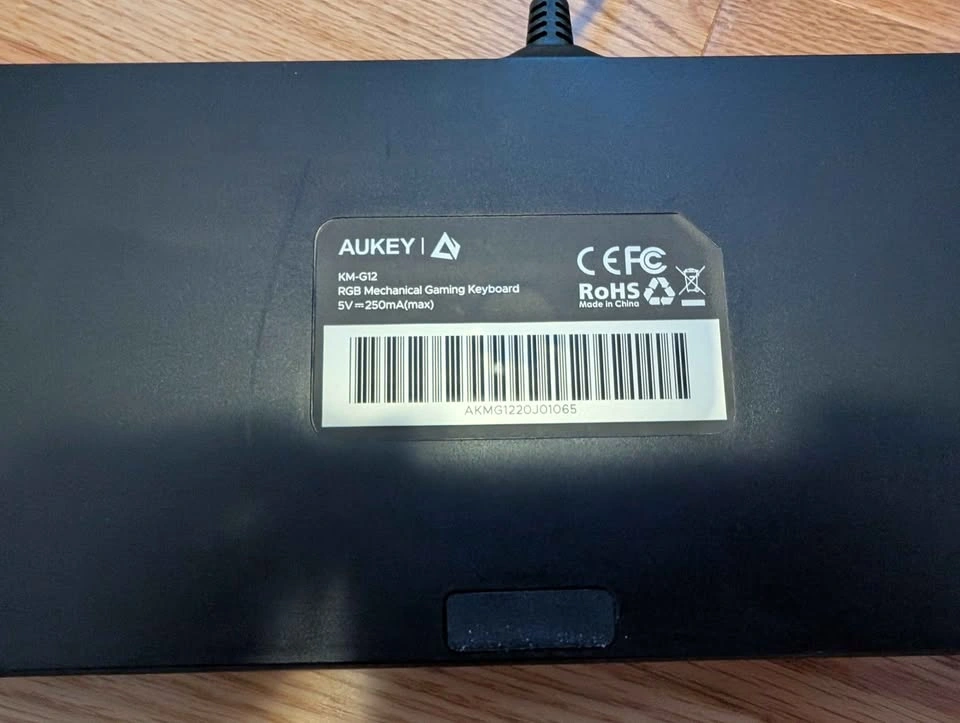 AUKEY
KM-G12
RGB Mechanical Gaming Keyboard
5V⎓250mA(max)
CE FC
RoHS
Made in China
AKMG1220J01065